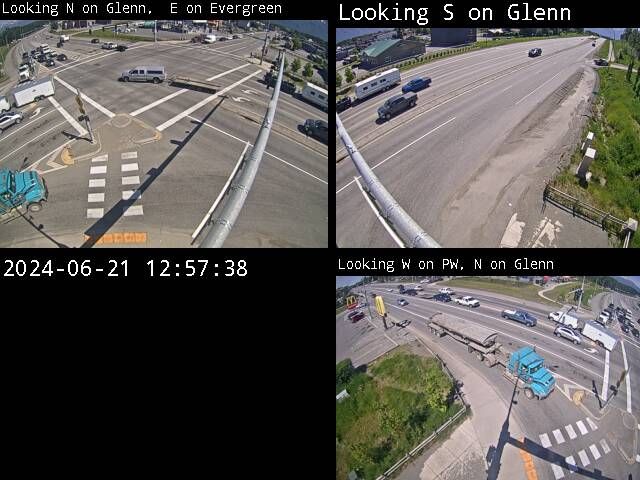 Looking N on Glenn,  E on Evergreen
Looking S on Glenn
2024-06-21 12:57:38
Looking W on PW, N on Glenn